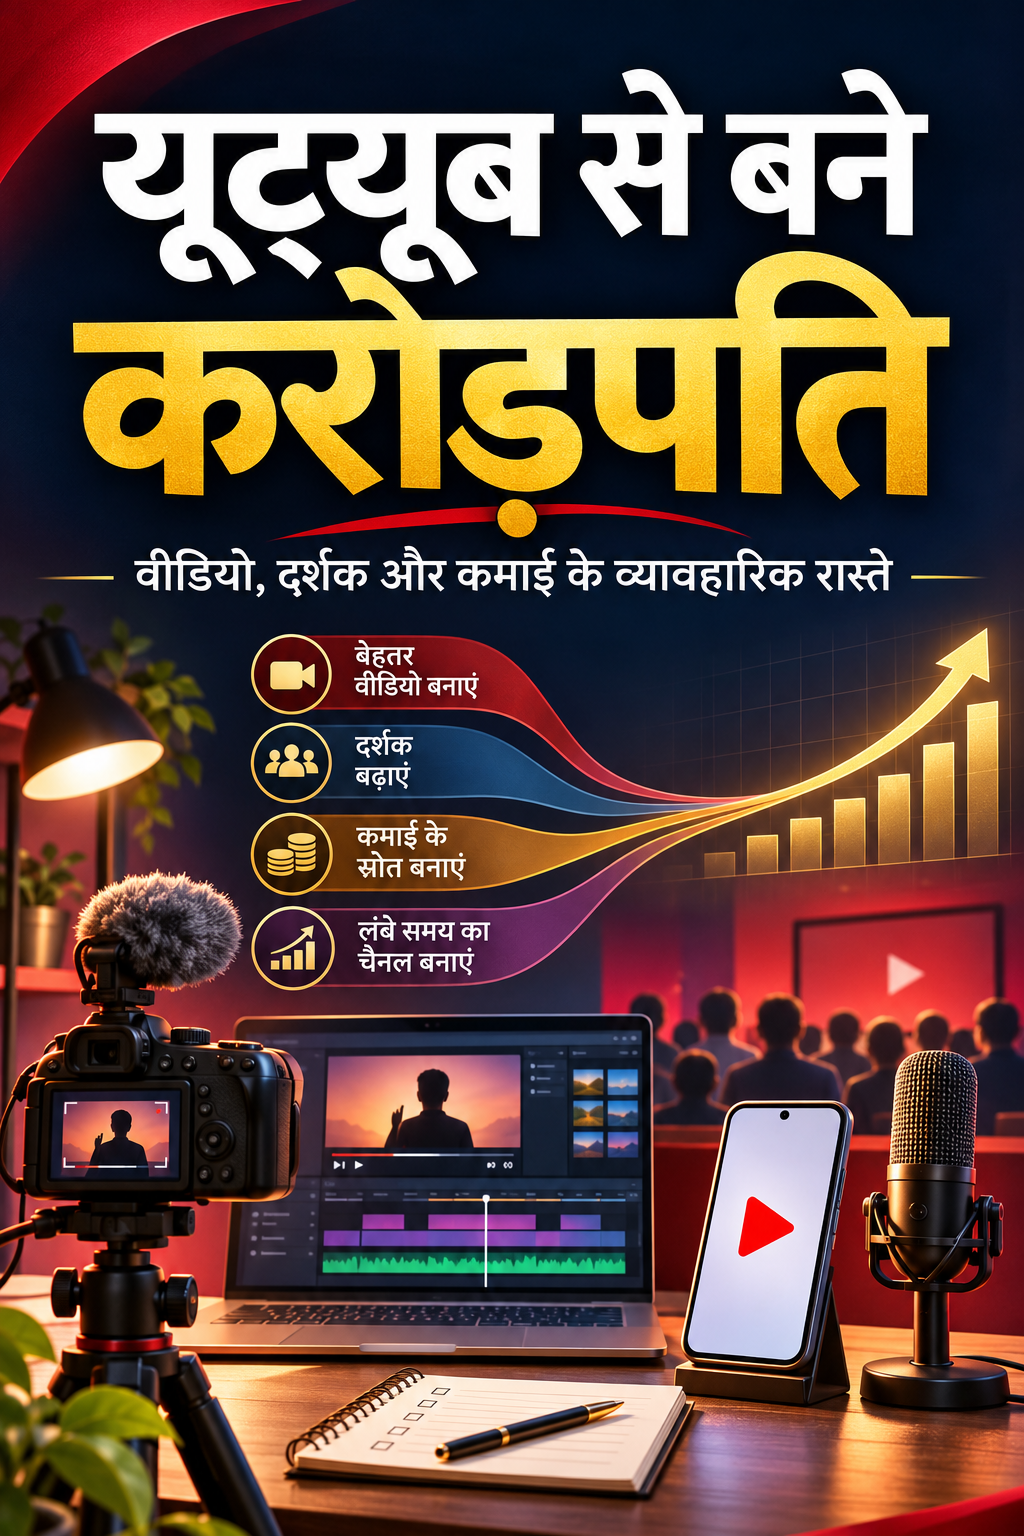 यूट्यूब से बने
करोड़पति
वीडियो, दर्शक और कमाई के व्यावहारिक रास्ते
बेहतर
वीडियो बनाएं
दर्शक
बढ़ाएं
कमाई के
स्रोत बनाएं
लंबे समय का
चैनल बनाएं